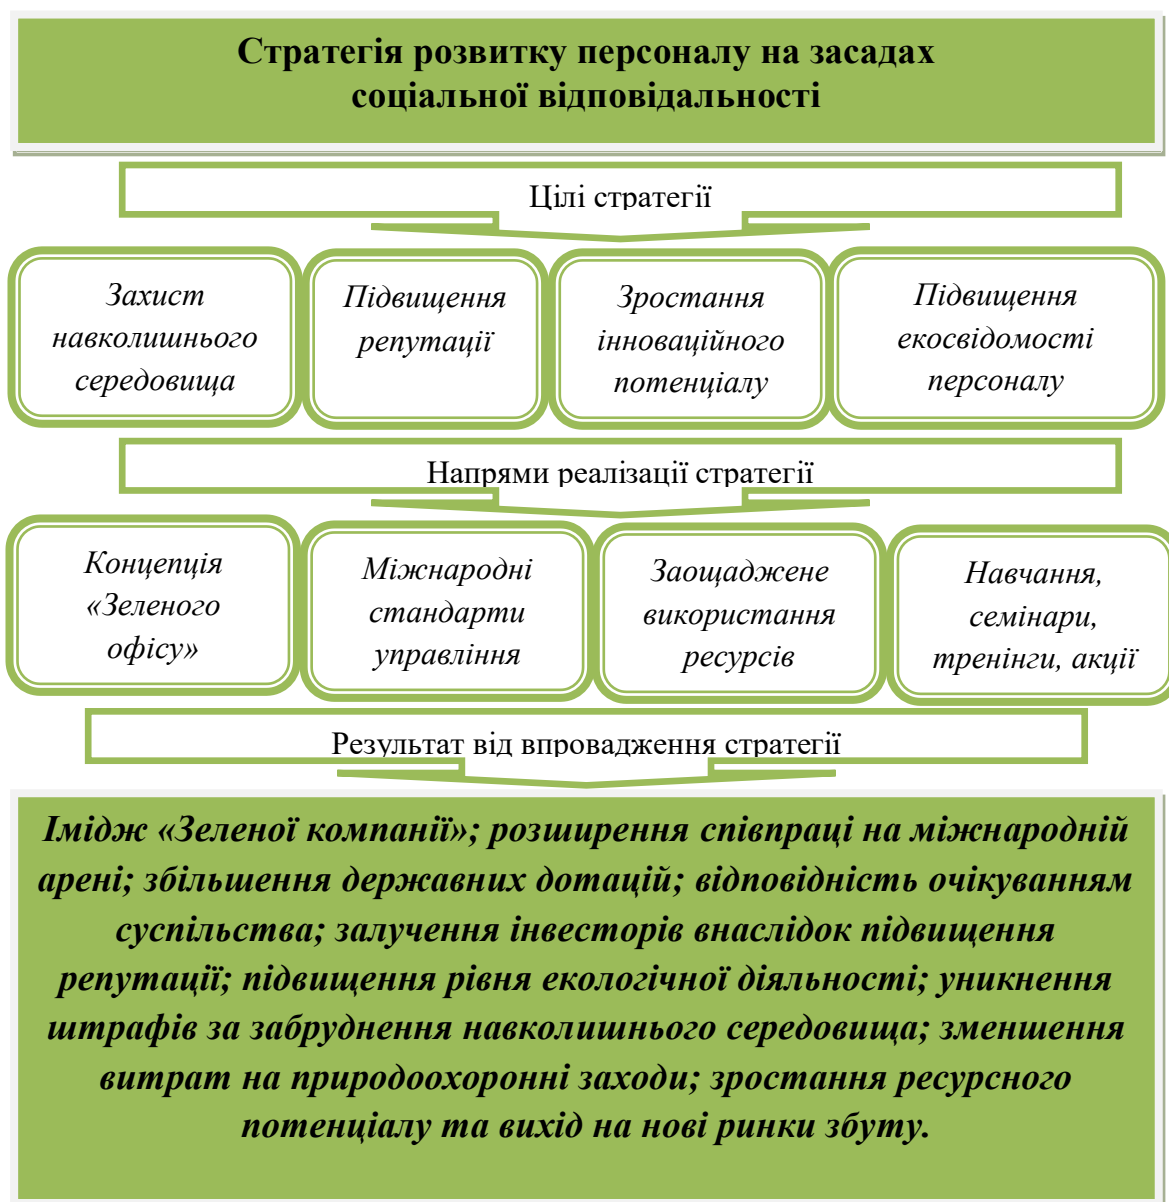 Стратегія розвитку персоналу на засадах
соціальної відповідальності
Цілі стратегії
Захист
навколишнього
середовища
Підвищення
репутації
Зростання
інноваційного
потенціалу
Підвищення
екосвідомості
персоналу
Напрями реалізації стратегії
Концепція
«Зеленого
офісу»
Міжнародні
стандарти
управління
Заощаджене
використання
ресурсів
Навчання,
семінари,
тренінги, акції
Результат від впровадження стратегії
Імідж «Зеленої компанії»; розширення співпраці на міжнародній
арені; збільшення державних дотацій; відповідність очікуванням
суспільства; залучення інвесторів внаслідок підвищення
репутації; підвищення рівня екологічної діяльності; уникнення
штрафів за забруднення навколишнього середовища; зменшення
витрат на природоохоронні заходи; зростання ресурсного
потенціалу та вихід на нові ринки збуту.